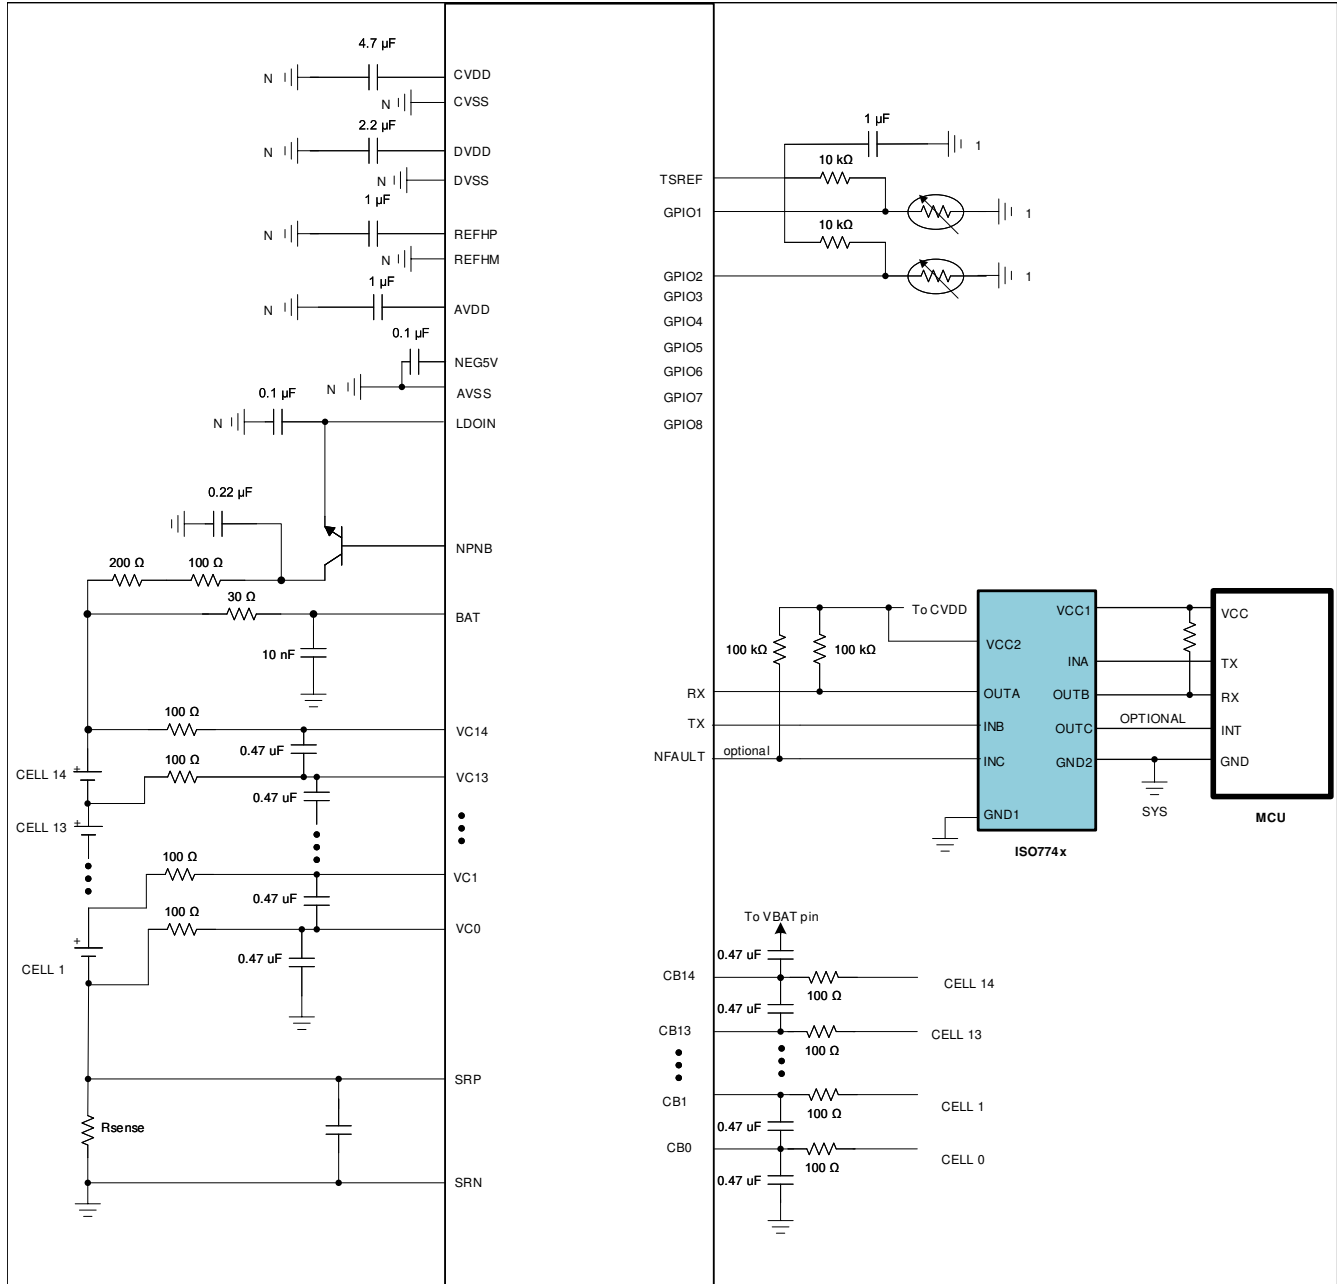 4.7 µF
N
CVDD
N
CVSS
2.2 µF
N
DVDD
N
DVSS
1 µF
N
REFHP
N
REFHM
1 µF
N
AVDD
0.1 µF
NEG5V
N
AVSS
0.1 µF
N
LDOIN
0.22 µF
NPNB
200 Ω
100 Ω
30 Ω
BAT
10 nF
100 Ω
VC14
0.47 uF
CELL 14
+
100 Ω
VC13
0.47 uF
CELL 13
+
100 Ω
VC1
0.47 uF
100 Ω
VC0
+
0.47 uF
CELL 1
SRP
Rsense
SRN
1 µF
1
10 kΩ
TSREF
GPIO1
1
10 kΩ
GPIO2
1
GPIO3
GPIO4
GPIO5
GPIO6
GPIO7
GPIO8
To CVDD
100 kΩ
100 kΩ
RX
TX
NFAULT
optional
VCC1
VCC2
INA
OUTA
OUTB
INB
OUTC
INC
GND2
GND1
ISO774x
OPTIONAL
SYS
VCC
TX
RX
INT
GND
MCU
To VBAT pin
0.47 uF
CB14
100 Ω
CELL 14
0.47 uF
CB13
100 Ω
CELL 13
CB1
100 Ω
CELL 1
0.47 uF
CB0
100 Ω
CELL 0
0.47 uF